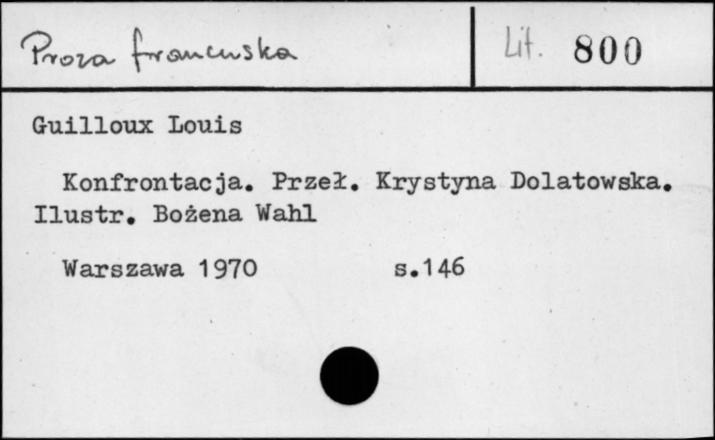 Proza francuska
Lit. 800
Guilloux Louis
Konfrontacja. Przeł. Krystyna Dolatowska.
Ilustr. Bożena Wahl
Warszawa 1970 s.146